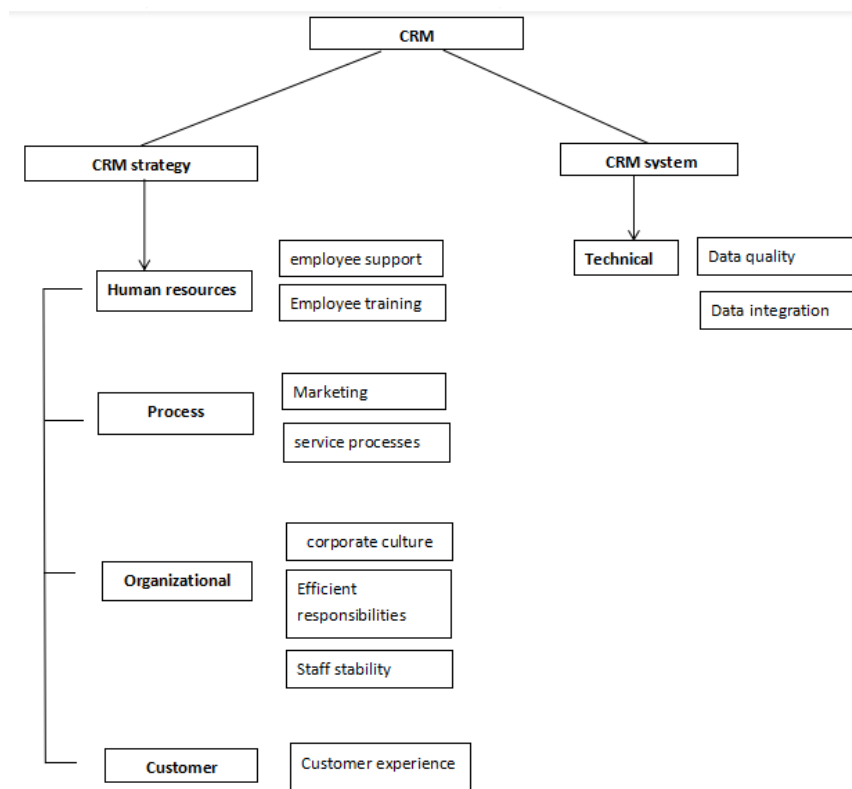 CRM
CRM strategy
CRM system
employee support
Human resources
Employee training
Technical
Data quality
Data integration
Process
Marketing
service processes
Organizational
corporate culture
Efficient
responsibilities
Staff stability
Customer
Customer experience